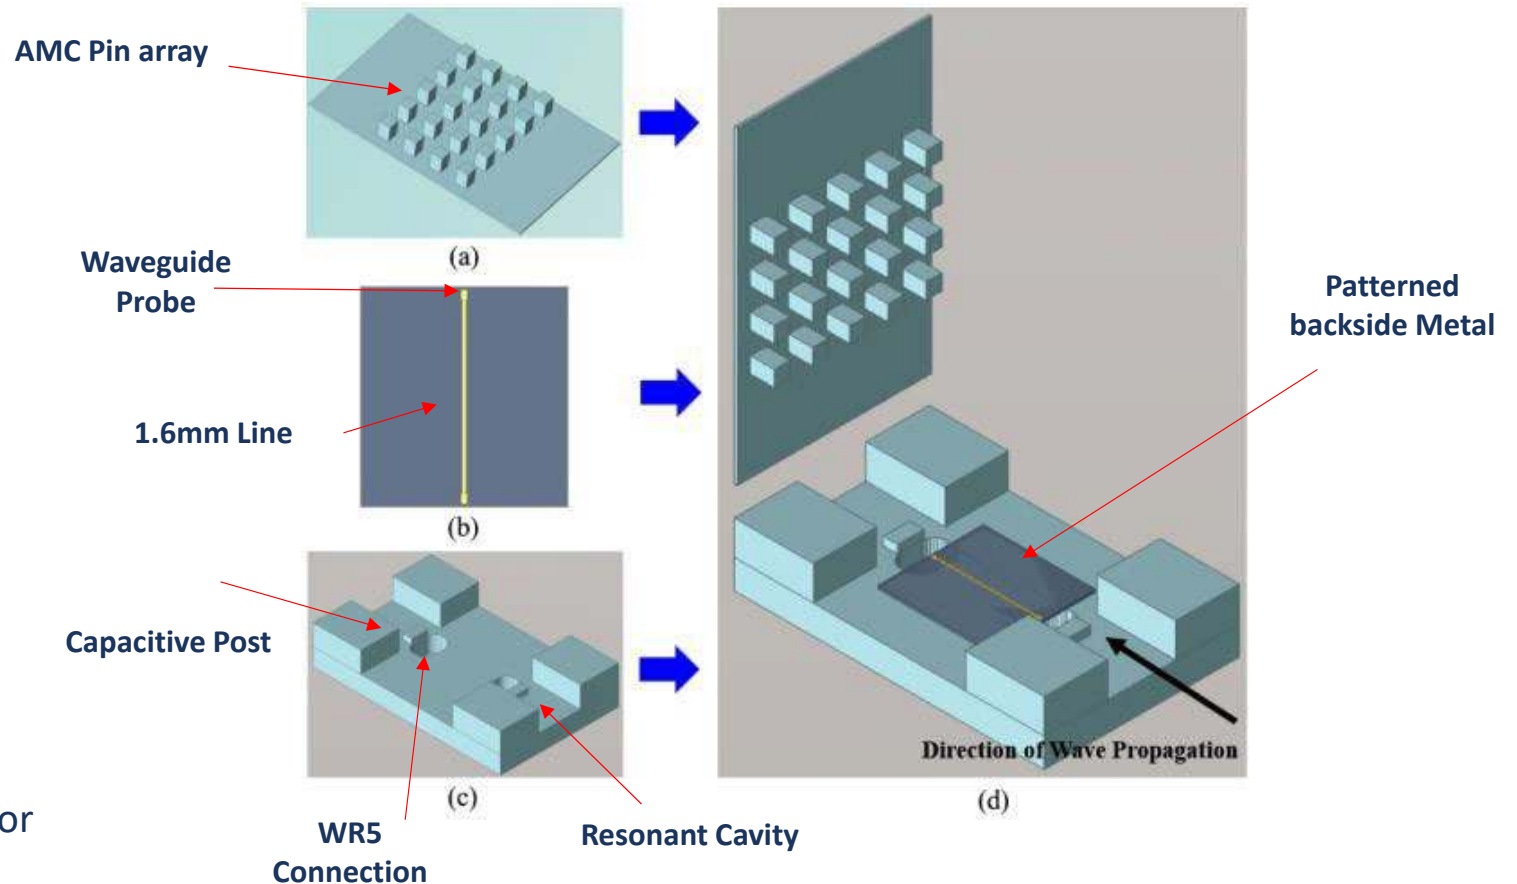 AMC Pin array
(a)
Waveguide
Probe
Patterned
backside Metal
1.6mm Line
(b)
Capacitive Post
Direction of Wave Propagation
(c)
(d)
or
WR5
Connection
Resonant Cavity